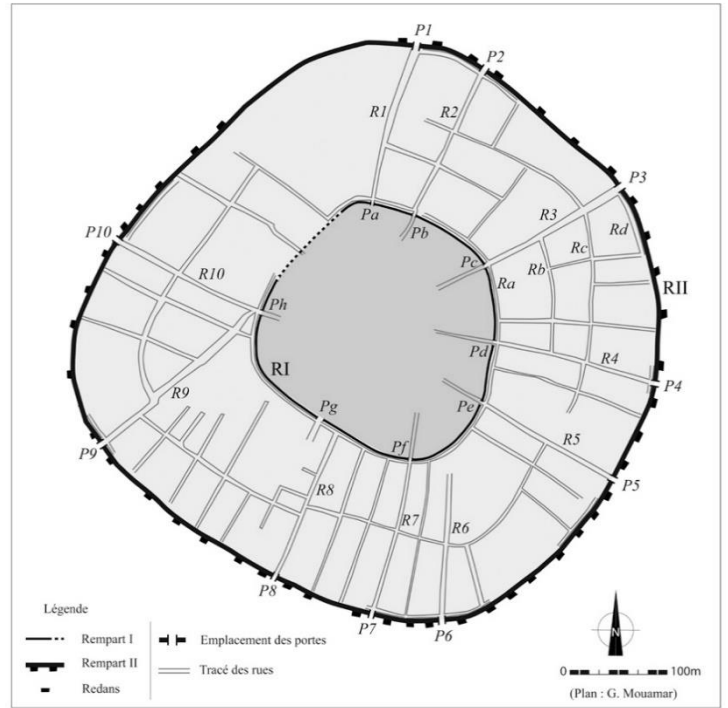 P1
P2
R1
R2
P3
R3
Rd
Rc
Rb
Pa
Pb
Pc
Ra
RII
P10
R10
Ph
Pd
R4
P4
RI
R9
Pg
Pe
Pf
R5
P9
P5
R8
R7
R6
P8
P7
P6
Légende
Rempart I
Rempart II
Redans
Emplacement des portes
Tracé des rues
N
0 100m
(Plan : G. Mouamar)